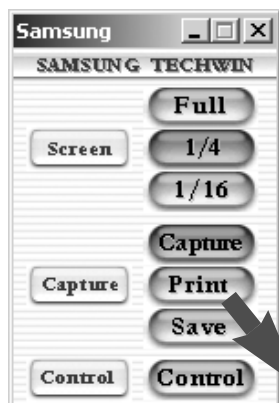 Samsung
SAMSUNG TECHWIN
Full
Screen 1/4
1/16
Capture
Capture Print
Save
Control Control